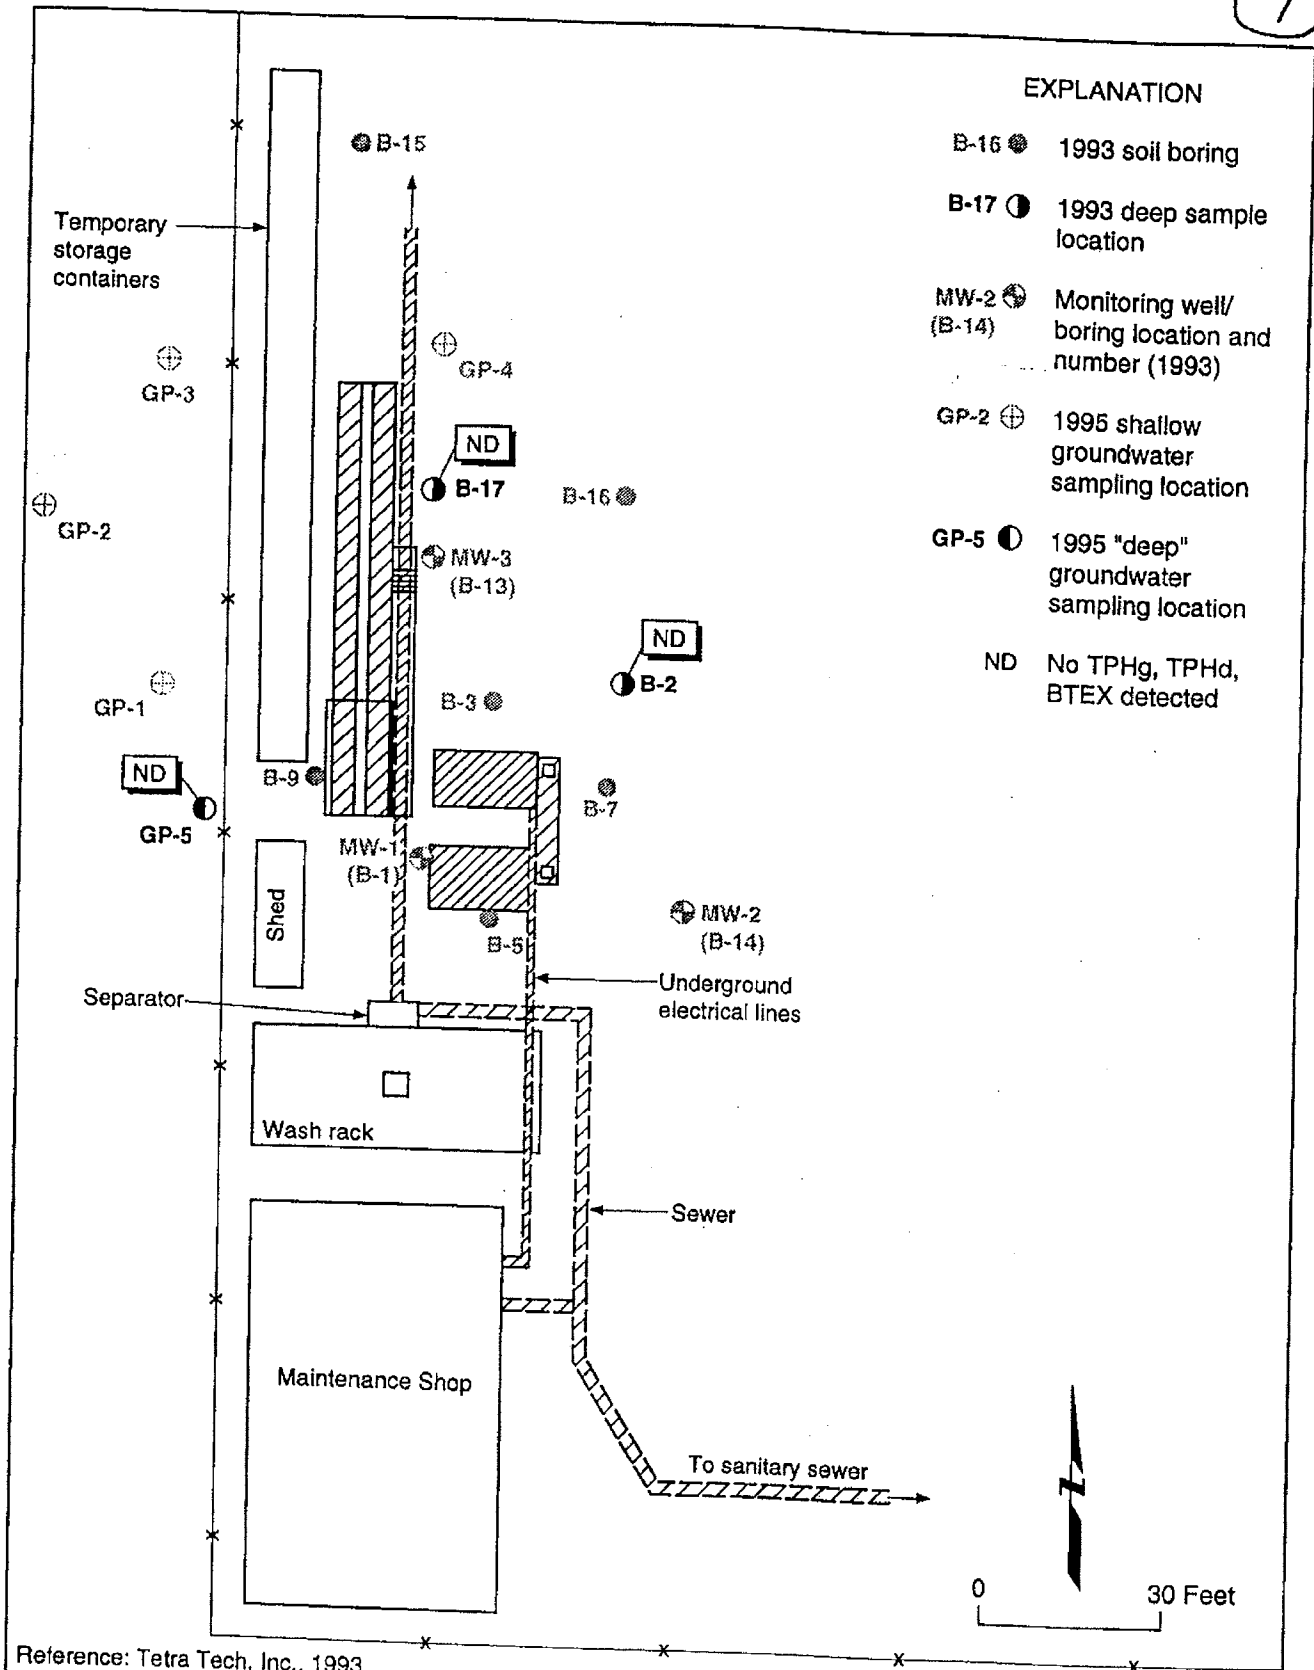 EXPLANATION
B-16 1993 soil boring
B-17 1993 deep sample
location
MW-2 Monitoring well/
(B-14) boring location and
number (1993)
GP-2 1995 shallow
groundwater
sampling location
GP-5 1995 "deep"
groundwater
sampling location
ND No TPHg, TPHd,
BTEX detected
B-15
Temporary
storage
containers
GP-4
GP-3
ND
B-17
B-16
GP-2
MW-3
(B-13)
ND
B-2
B-3
GP-1
ND
B-9
B-7
GP-5
MW-1
(B-1)
Shed
MW-2
(B-14)
B-5
Underground
electrical lines
Separator
Wash rack
Sewer
Maintenance Shop
To sanitary sewer
Z
0 30 Feet
Reference: Tetra Tech, Inc., 1993